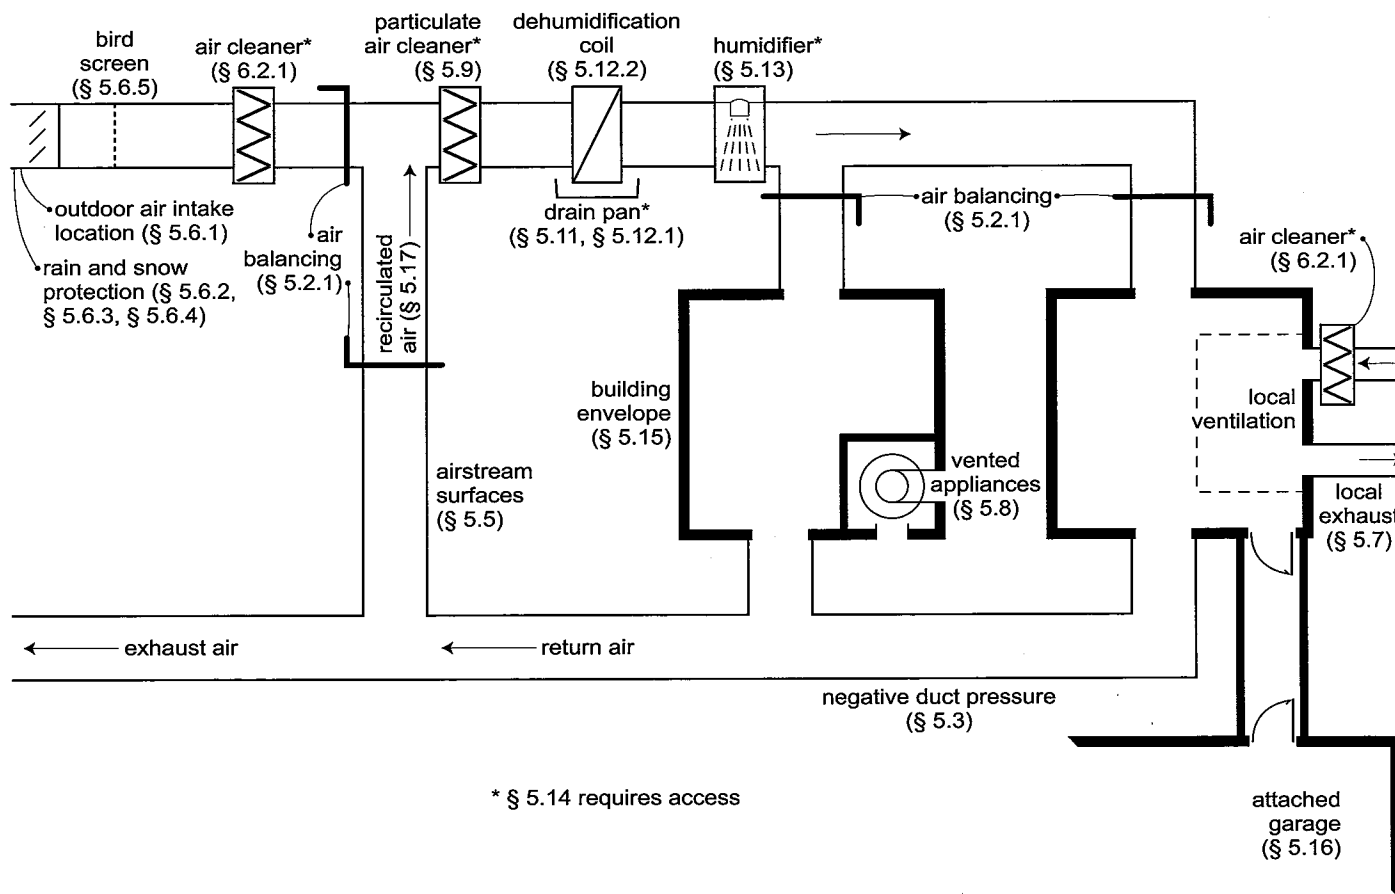 bird
screen
(§ 5.6.5)
air cleaner*
(§ 6.2.1)
particulate
air cleaner*
(§ 5.9)
dehumidification
coil
(§ 5.12.2)
humidifier*
(§ 5.13)
outdoor air intake
location (§ 5.6.1)
rain and snow
protection (§ 5.6.2,
§ 5.6.3, § 5.6.4)
air
balancing
(§ 5.2.1)
recirculated
air (§ 5.17)
drain pan*
(§ 5.11, § 5.12.1)
air balancing
(§ 5.2.1)
air cleaner*
(§ 6.2.1)
building
envelope
(§ 5.15)
local
ventilation
airstream
surfaces
(§ 5.5)
vented
appliances
(§ 5.8)
local
exhaust
(§ 5.7)
exhaust air
return air
negative duct pressure
(§ 5.3)
* § 5.14 requires access
attached
garage
(§ 5.16)